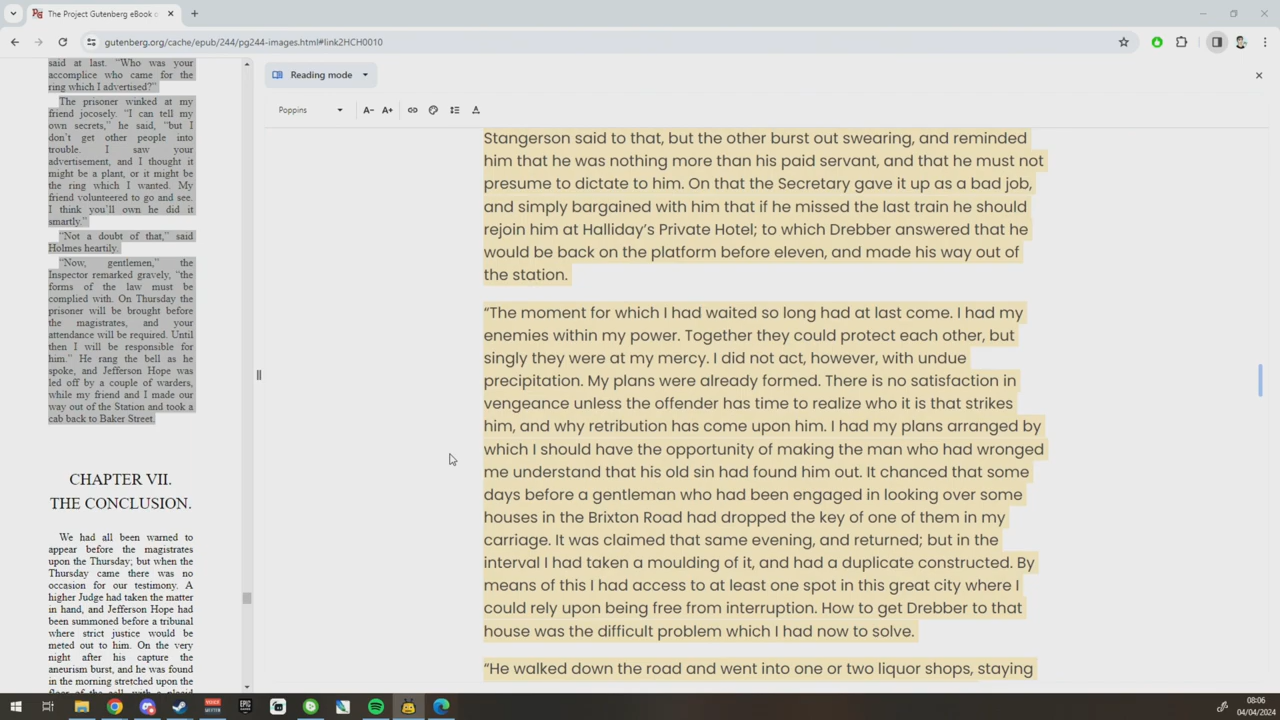 The Project Gutenberg eBook o
gutenberg.org/cache/epub/244/pg244-images.html#link2HCH0010
said at last. “Who was your
accomplice who came for the
ring which I advertised?”
The prisoner winked at my
friend jocosely. “I can tell my
own secrets,” he said, “but I
don’t get other people into
trouble. I saw your
advertisement, and I thought it
might be a plant, or it might be
the ring which I wanted. My
friend volunteered to go and see.
I think you’ll own he did it
smartly.”
“Not a doubt of that,” said
Holmes heartily.
“Now, gentlemen,” the
Inspector remarked gravely, “the
forms of the law must be
complied with. On Thursday the
prisoner will be brought before
the magistrates, and your
attendance will be required. Until
then I will be responsible for
him.” He rang the bell as he
spoke, and Jefferson Hope was
led off by a couple of warders,
while my friend and I made our
way out of the Station and took a
cab back to Baker Street.
CHAPTER VII.
THE CONCLUSION.
We had all been warned to
appear before the magistrates
upon the Thursday; but when the
Thursday came there was no
occasion for our testimony. A
higher Judge had taken the matter
in hand, and Jefferson Hope had
been summoned before a tribunal
where strict justice would be
meted out to him. On the very
night after his capture the
aneurism burst, and he was found
in the morning stretched upon the
floor of the cell, with a placid
Reading mode
Poppins
A- A+
Stangerson said to that, but the other burst out swearing, and reminded
him that he was nothing more than his paid servant, and that he must not
presume to dictate to him. On that the Secretary gave it up as a bad job,
and simply bargained with him that if he missed the last train he should
rejoin him at Halliday’s Private Hotel; to which Drebber answered that he
would be back on the platform before eleven, and made his way out of
the station.
“The moment for which I had waited so long had at last come. I had my
enemies within my power. Together they could protect each other, but
singly they were at my mercy. I did not act, however, with undue
precipitation. My plans were already formed. There is no satisfaction in
vengeance unless the offender has time to realize who it is that strikes
him, and why retribution has come upon him. I had my plans arranged by
which I should have the opportunity of making the man who had wronged
me understand that his old sin had found him out. It chanced that some
days before a gentleman who had been engaged in looking over some
houses in the Brixton Road had dropped the key of one of them in my
carriage. It was claimed that same evening, and returned; but in the
interval I had taken a moulding of it, and had a duplicate constructed. By
means of this I had access to at least one spot in this great city where I
could rely upon being free from interruption. How to get Drebber to that
house was the difficult problem which I had now to solve.
“He walked down the road and went into one or two liquor shops, staying
EPIC
08:06
04/04/2024